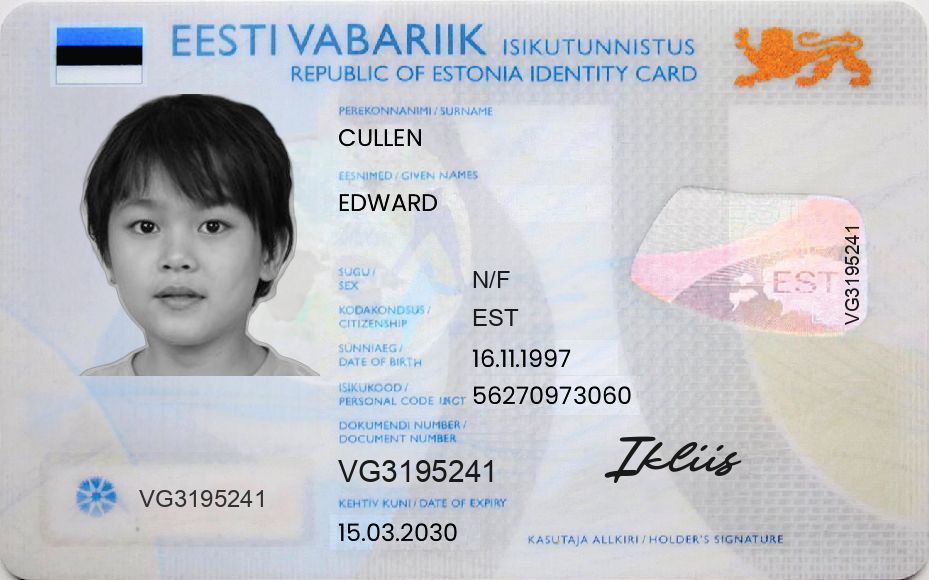 EESTI VABARIIK ISIKUTUNNISTUS
REPUBLIC OF ESTONIA IDENTITY CARD
PEREKONNANIMI / SURNAME
CULLEN
EESNIMED / GIVEN NAMES
EDWARD
SUGU /
SEX
N/F
KODAKONDSUS /
CITIZENSHIP
EST
SÜNNIAEG /
DATE OF BIRTH
16.11.1997
ISIKUKOOD /
PERSONAL CODE
56270973060
DOKUMENDI NUMBER /
DOCUMENT NUMBER
VG3195241
KEHTIV KUNI / DATE OF EXPIRY
15.03.2030
VG3195241
EST
VG3195241
Ikliis
KASUTAJA ALLKIRI / HOLDER'S SIGNATURE